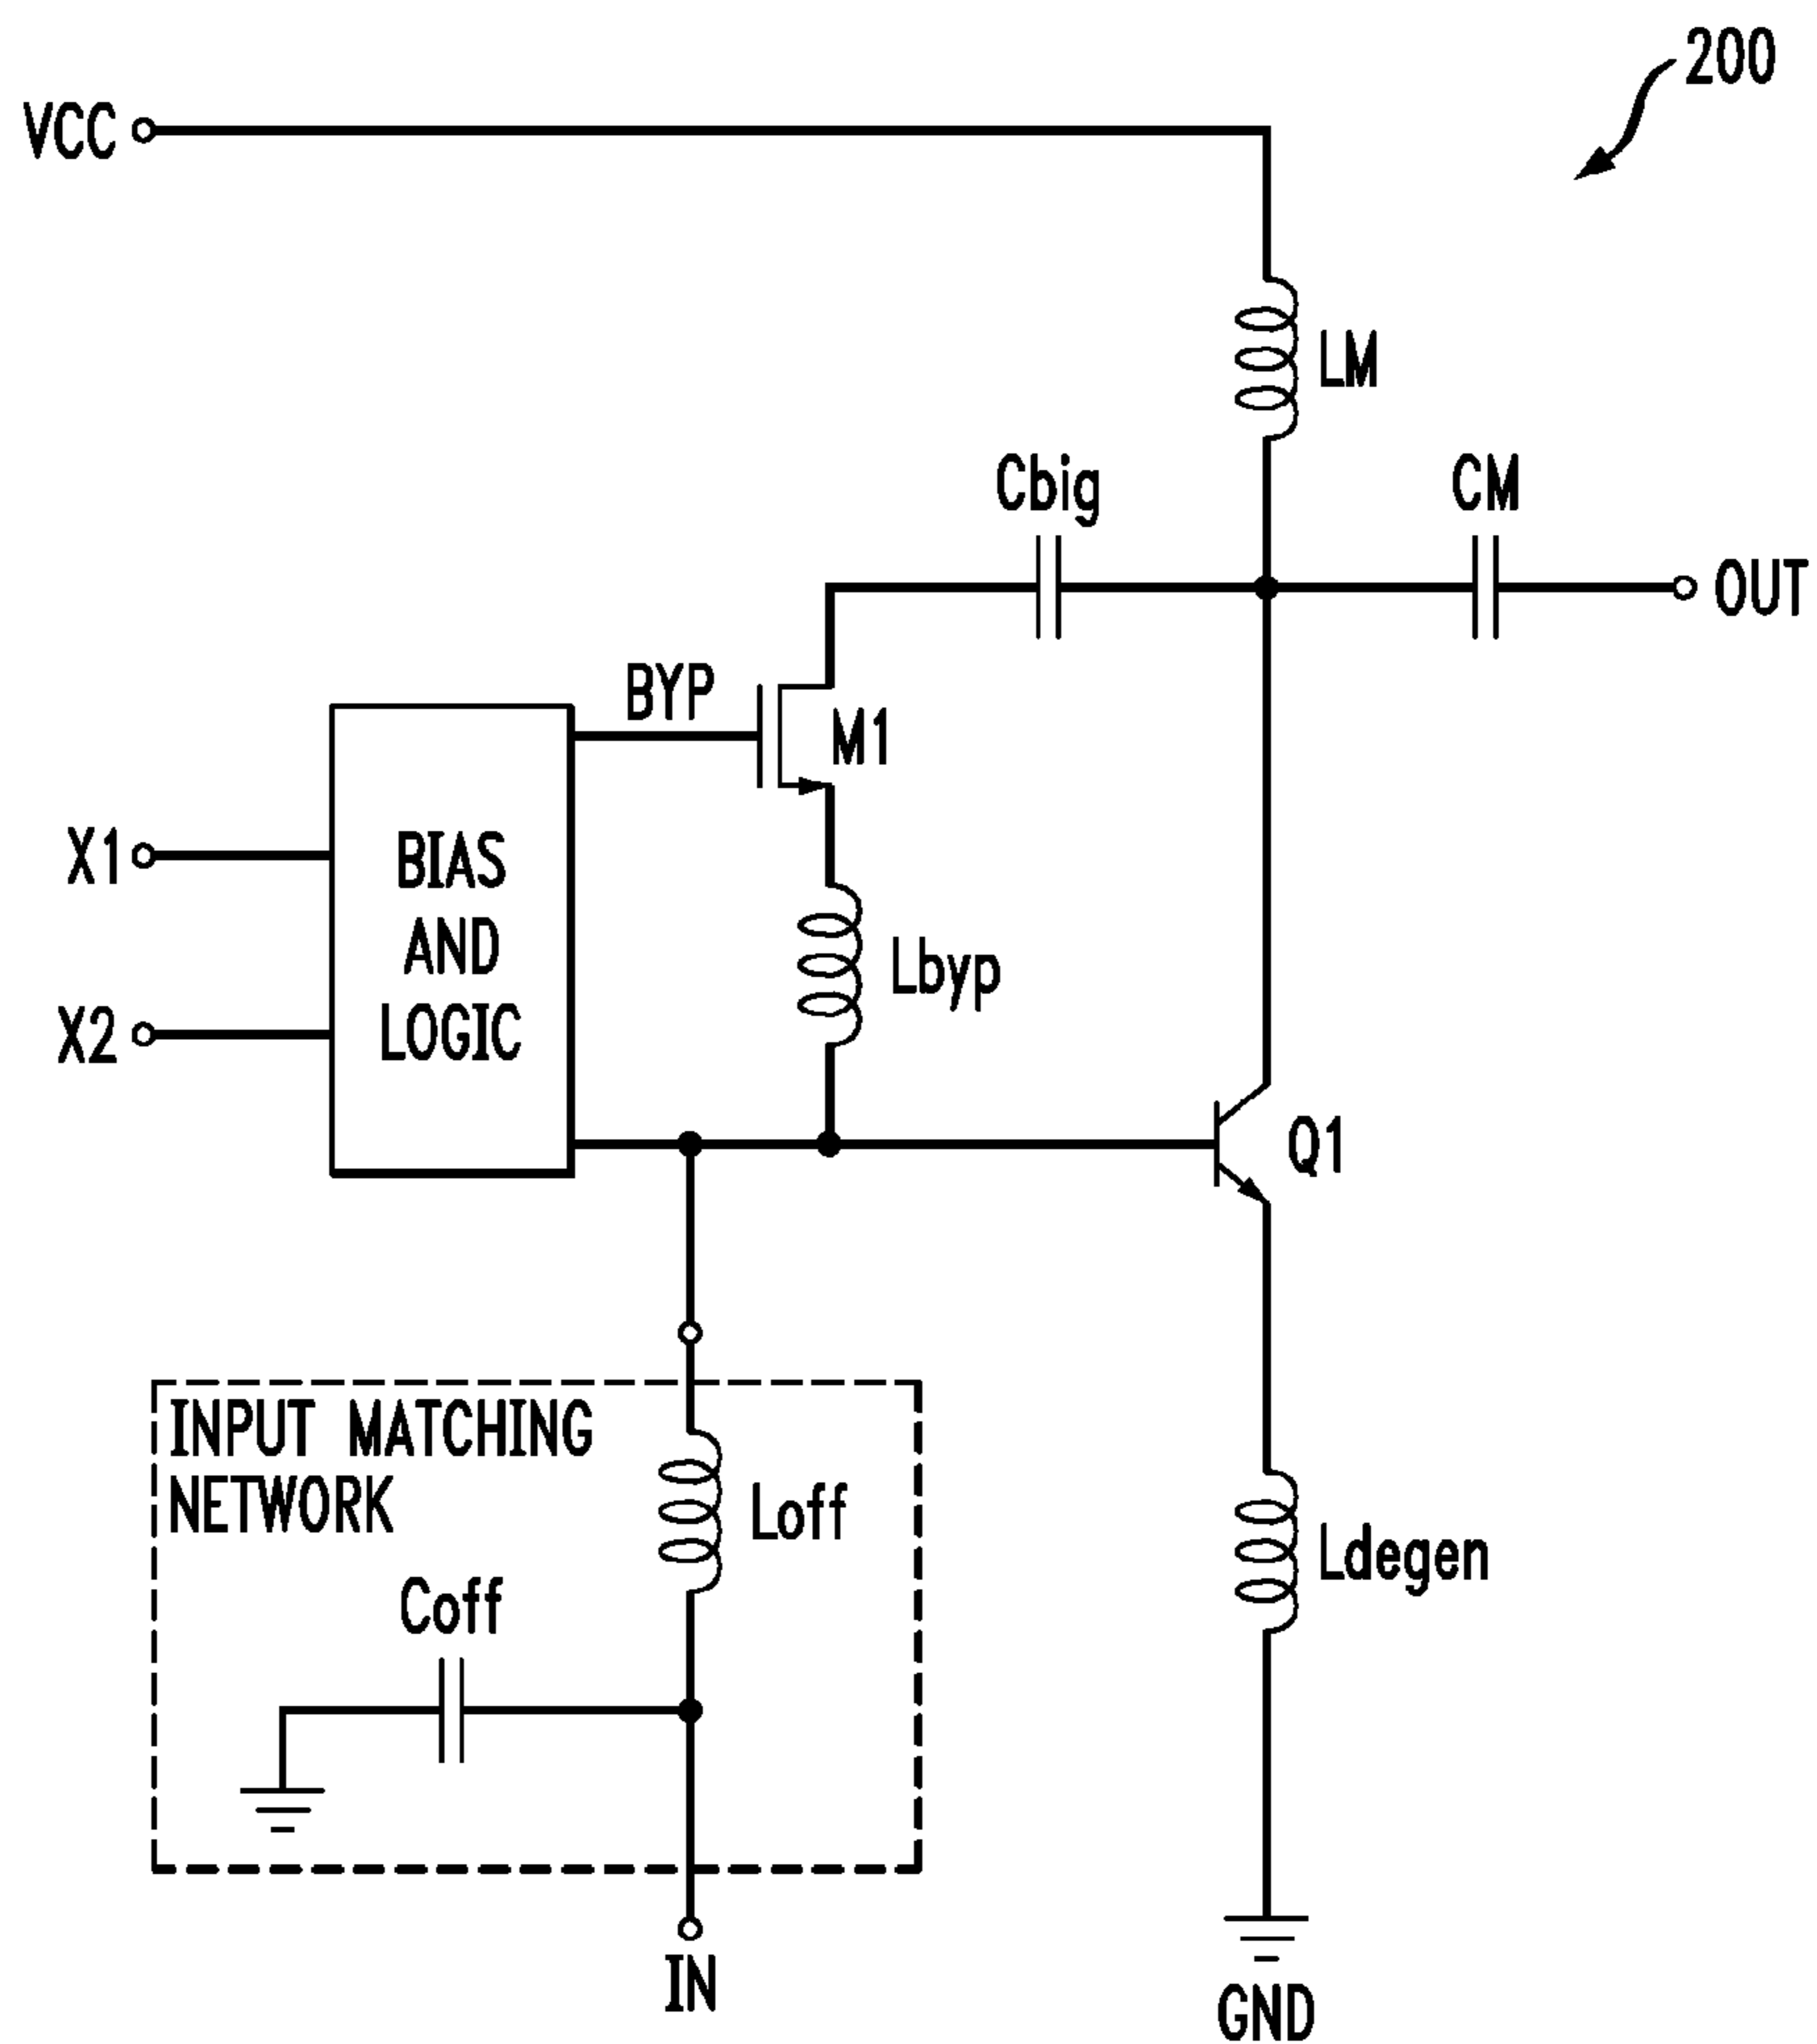 200
VCC
LM
Cbig
CM
OUT
BYP
M1
X1
BIAS
AND
LOGIC
Lbyp
X2
Q1
INPUT MATCHING
NETWORK
Loff
Ldegen
Coff
IN
GND